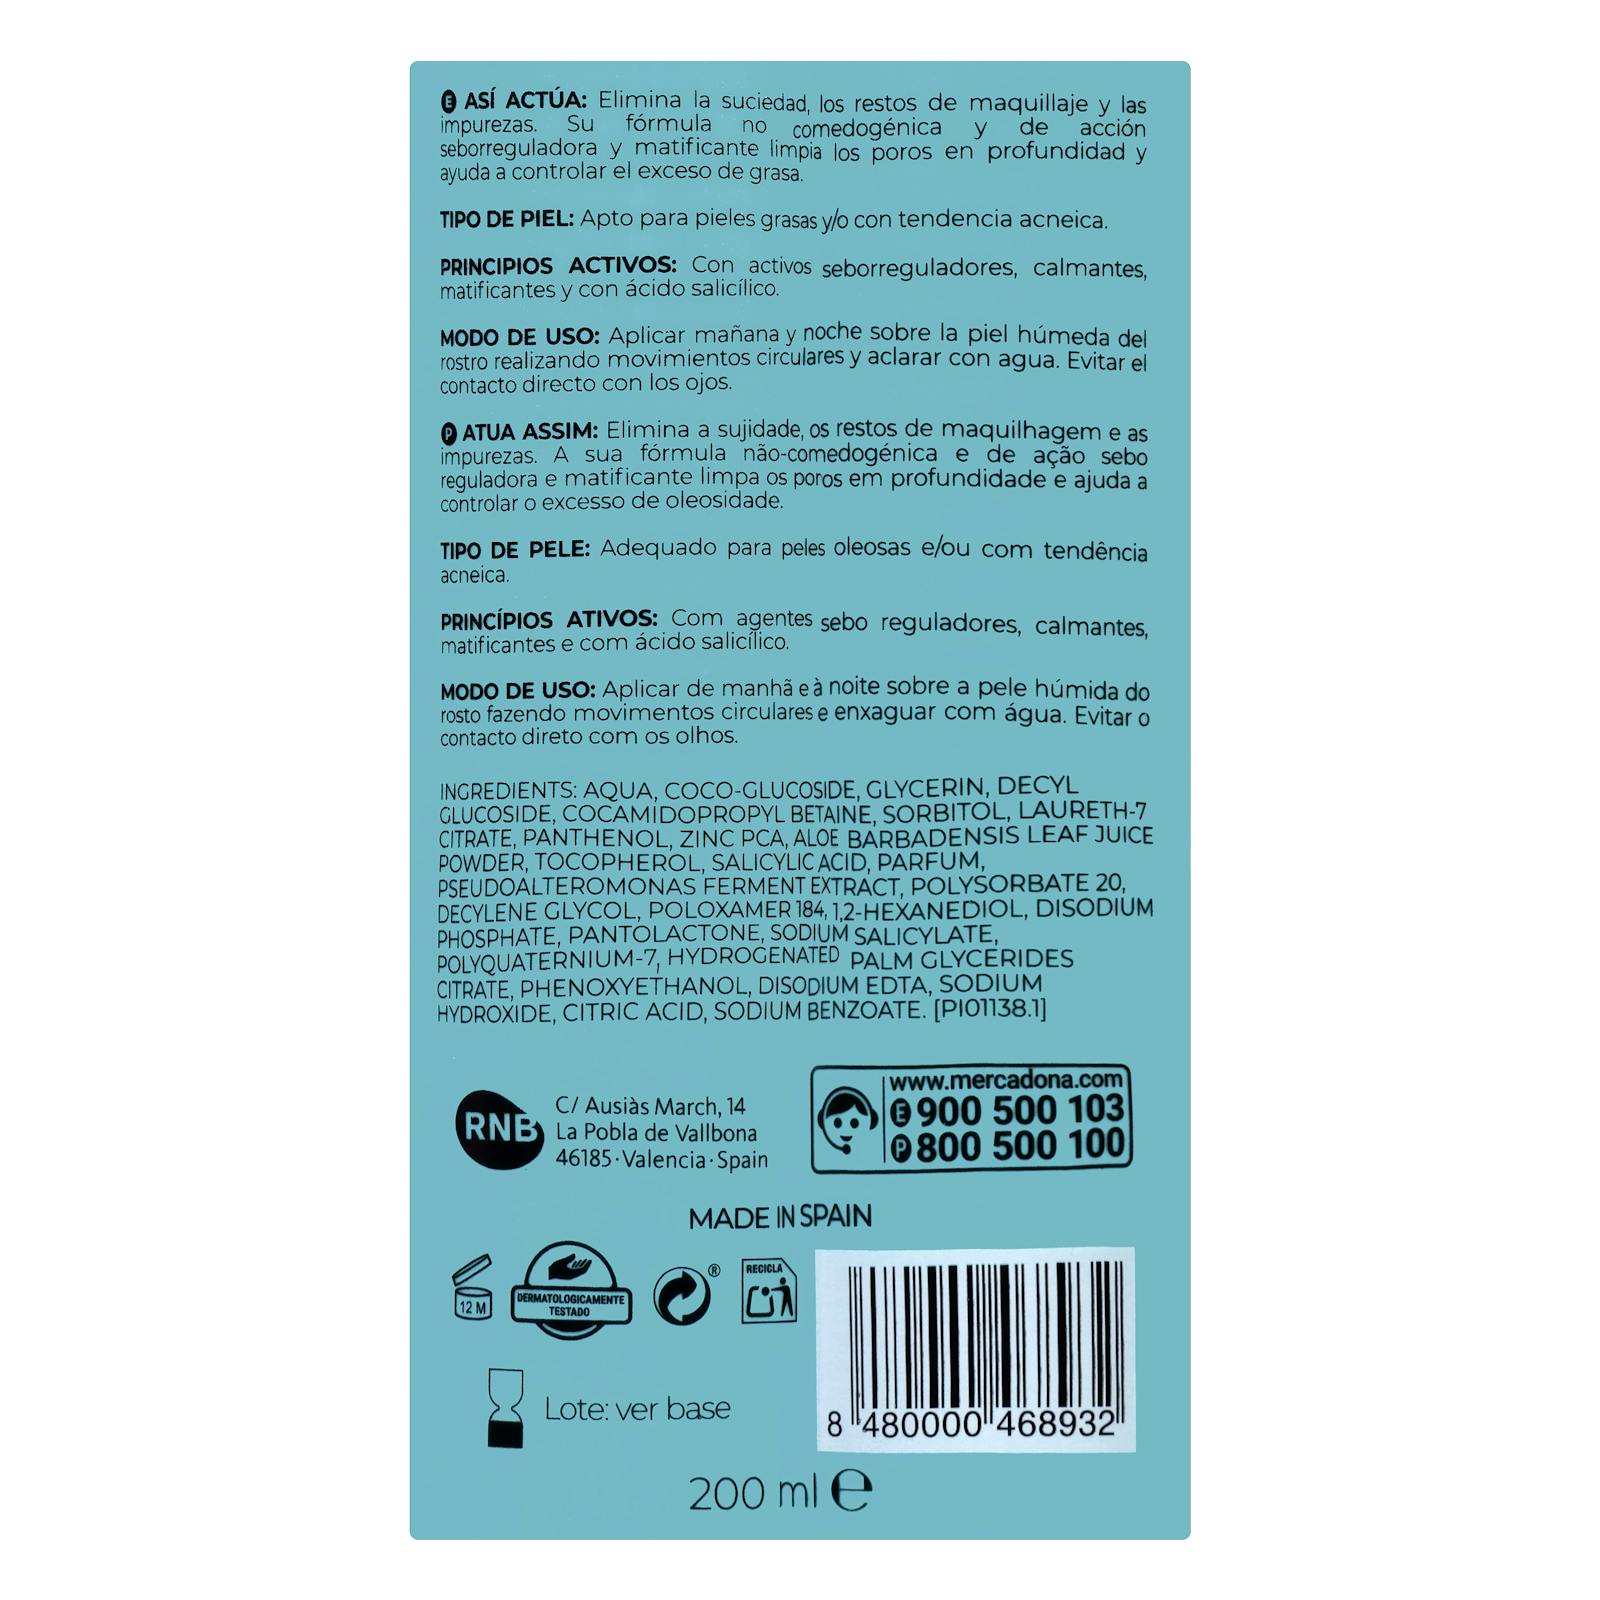 E ASÍ ACTÚA: Elimina la suciedad, los restos de maquillaje y las
impurezas. Su fórmula no comedogénica y de acción
seborreguladora y matificante limpia los poros en profundidad y
ayuda a controlar el exceso de grasa.
TIPO DE PIEL: Apto para pieles grasas y/o con tendencia acneica.
PRINCIPIOS ACTIVOS: Con activos seborreguladores, calmantes,
matificantes y con ácido salicílico.
MODO DE USO: Aplicar mañana y noche sobre la piel húmeda del
rostro realizando movimientos circulares y aclarar con agua. Evitar el
contacto directo con los ojos.
P ATUA ASSIM: Elimina a sujidade, os restos de maquilhagem e as
impurezas. A sua fórmula não-comedogénica e de ação sebo
reguladora e matificante limpa os poros em profundidade e ajuda a
controlar o excesso de oleosidade.
TIPO DE PELE: Adequado para peles oleosas e/ou com tendência
acneica.
PRINCÍPIOS ATIVOS: Com agentes sebo reguladores, calmantes,
matificantes e com ácido salicílico.
MODO DE USO: Aplicar de manhã e à noite sobre a pele húmida do
rosto fazendo movimentos circulares e enxaguar com água. Evitar o
contacto direto com os olhos.
INGREDIENTS: AQUA, COCO-GLUCOSIDE, GLYCERIN, DECYL
GLUCOSIDE, COCAMIDOPROPYL BETAINE, SORBITOL, LAURETH-7
CITRATE, PANTHENOL, ZINC PCA, ALOE BARBADENSIS LEAF JUICE
POWDER, TOCOPHEROL, SALICYLIC ACID, PARFUM,
PSEUDOALTEROMONAS FERMENT EXTRACT, POLYSORBATE 20,
DECYLENE GLYCOL, POLOXAMER 184, 1,2-HEXANEDIOL, DISODIUM
PHOSPHATE, PANTOLACTONE, SODIUM SALICYLATE,
POLYQUATERNIUM-7, HYDROGENATED PALM GLYCERIDES
CITRATE, PHENOXYETHANOL, DISODIUM EDTA, SODIUM
HYDROXIDE, CITRIC ACID, SODIUM BENZOATE. [PI01138.1]
RNB
C/ Ausiàs March, 14
La Pobla de Vallbona
46185·Valencia·Spain
www.mercadona.com
E 900 500 103
P 800 500 100
MADE IN SPAIN
12 M
DERMATOLOGICAMENTE
TESTADO
®
RECICLA
Lote: ver base
8 480000 468932
200 ml e